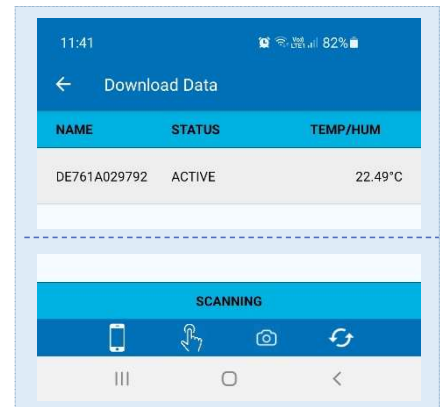 11:41 82%
Download Data
NAME STATUS TEMP/HUM
DE761A029792 ACTIVE 22.49°C
SCANNING